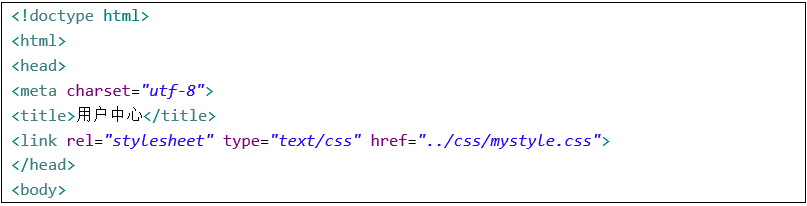 <!doctype html>
<html>
<head>
<meta charset="utf-8">
<title>用户中心</title>
<link rel="stylesheet" type="text/css" href="../css/mystyle.css">
</head>
<body>